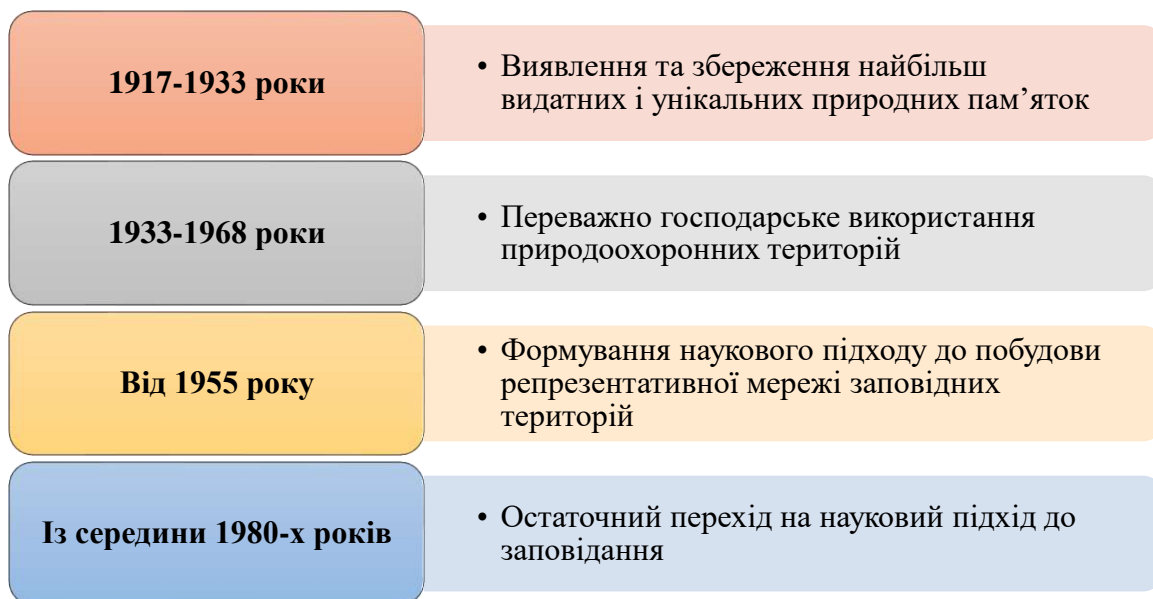 1917-1933 роки
• Виявлення та збереження найбільш
видатних і унікальних природних пам’яток
1933-1968 роки
• Переважно господарське використання
природоохоронних територій
Від 1955 року
• Формування наукового підходу до побудови
репрезентативної мережі заповідних
територій
Із середини 1980-х років
• Остаточний перехід на науковий підхід до
заповідання